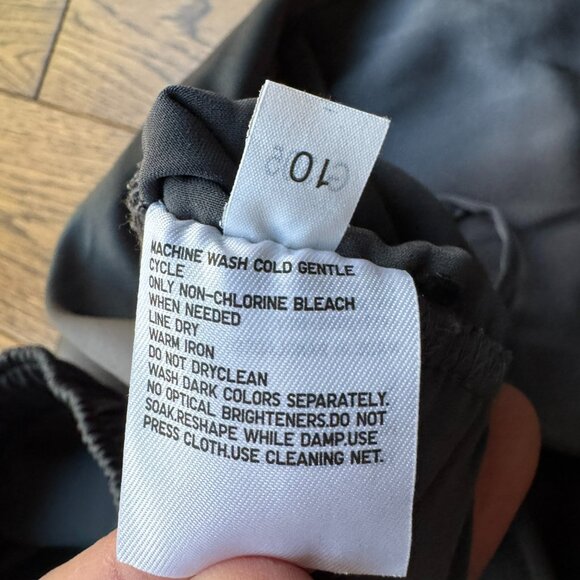 10
MACHINE WASH COLD GENTLE
CYCLE
ONLY NON-CHLORINE BLEACH
WHEN NEEDED
LINE DRY
WARM IRON
DO NOT DRYCLEAN
WASH DARK COLORS SEPARATELY.
NO OPTICAL BRIGHTENERS.DO NOT
SOAK.RESHAPE WHILE DAMP.USE
PRESS CLOTH.USE CLEANING NET.